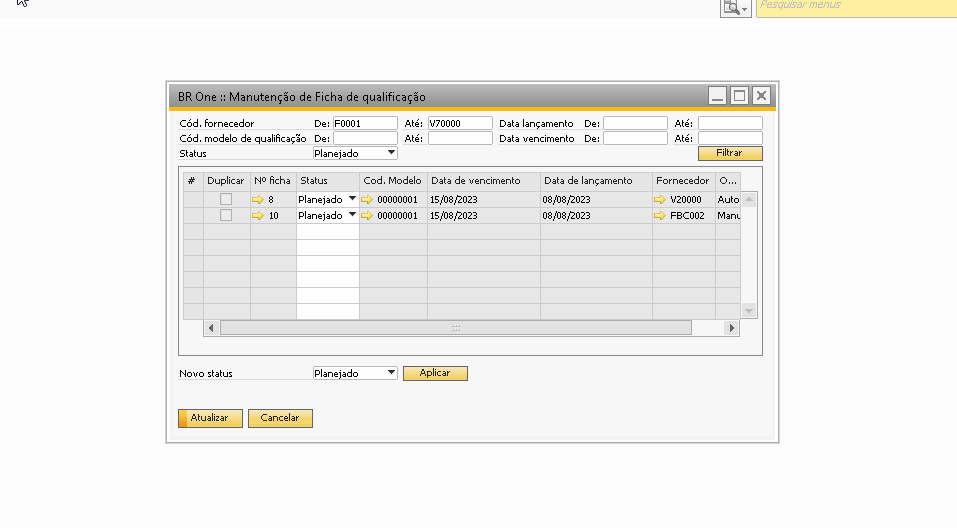 Pesquisar menus
BR One :: Manutenção de Ficha de qualificação
Cód. fornecedor De: F0001 Até: V70000 Data lançamento De: Até:
Cód. modelo de qualificação De: Até: Data vencimento De: Até:
Status Planejado Filtrar
# Duplicar Nº ficha Status Cod. Modelo Data de vencimento Data de lançamento Fornecedor O...
8 Planejado 00000001 15/08/2023 08/08/2023 V20000 Auto
10 Planejado 00000001 15/08/2023 08/08/2023 FBC002 Manu
Novo status Planejado Aplicar
Atualizar Cancelar